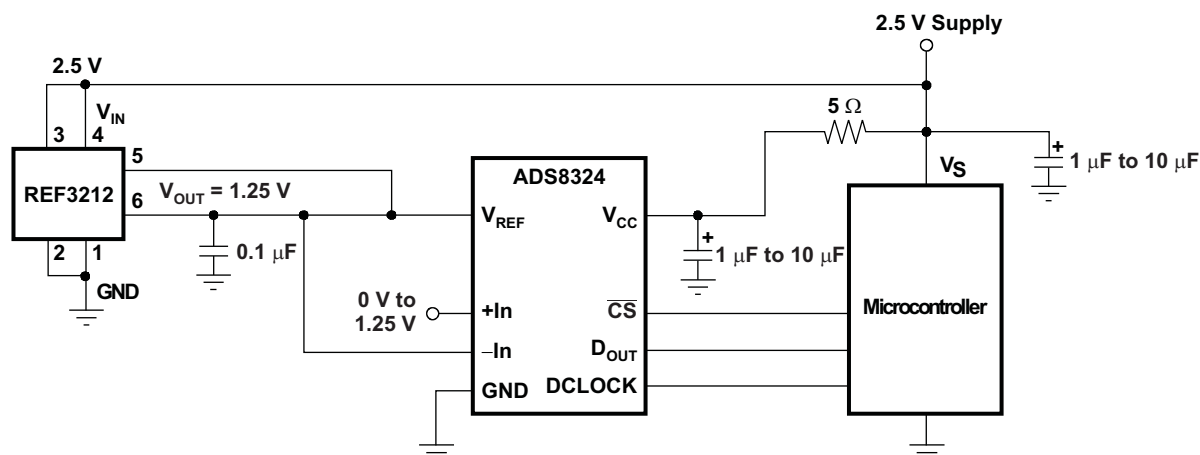 2.5 V Supply
2.5 V
V_IN
3 4
5 Ω
5
1 μF to 10 μF
REF3212
V_OUT = 1.25 V
6
ADS8324
V_S
V_REF
V_CC
2 1
0.1 μF
1 μF to 10 μF
GND
0 V to
1.25 V
+In
C̅S̅
Microcontroller
–In
D_OUT
GND
DCLOCK